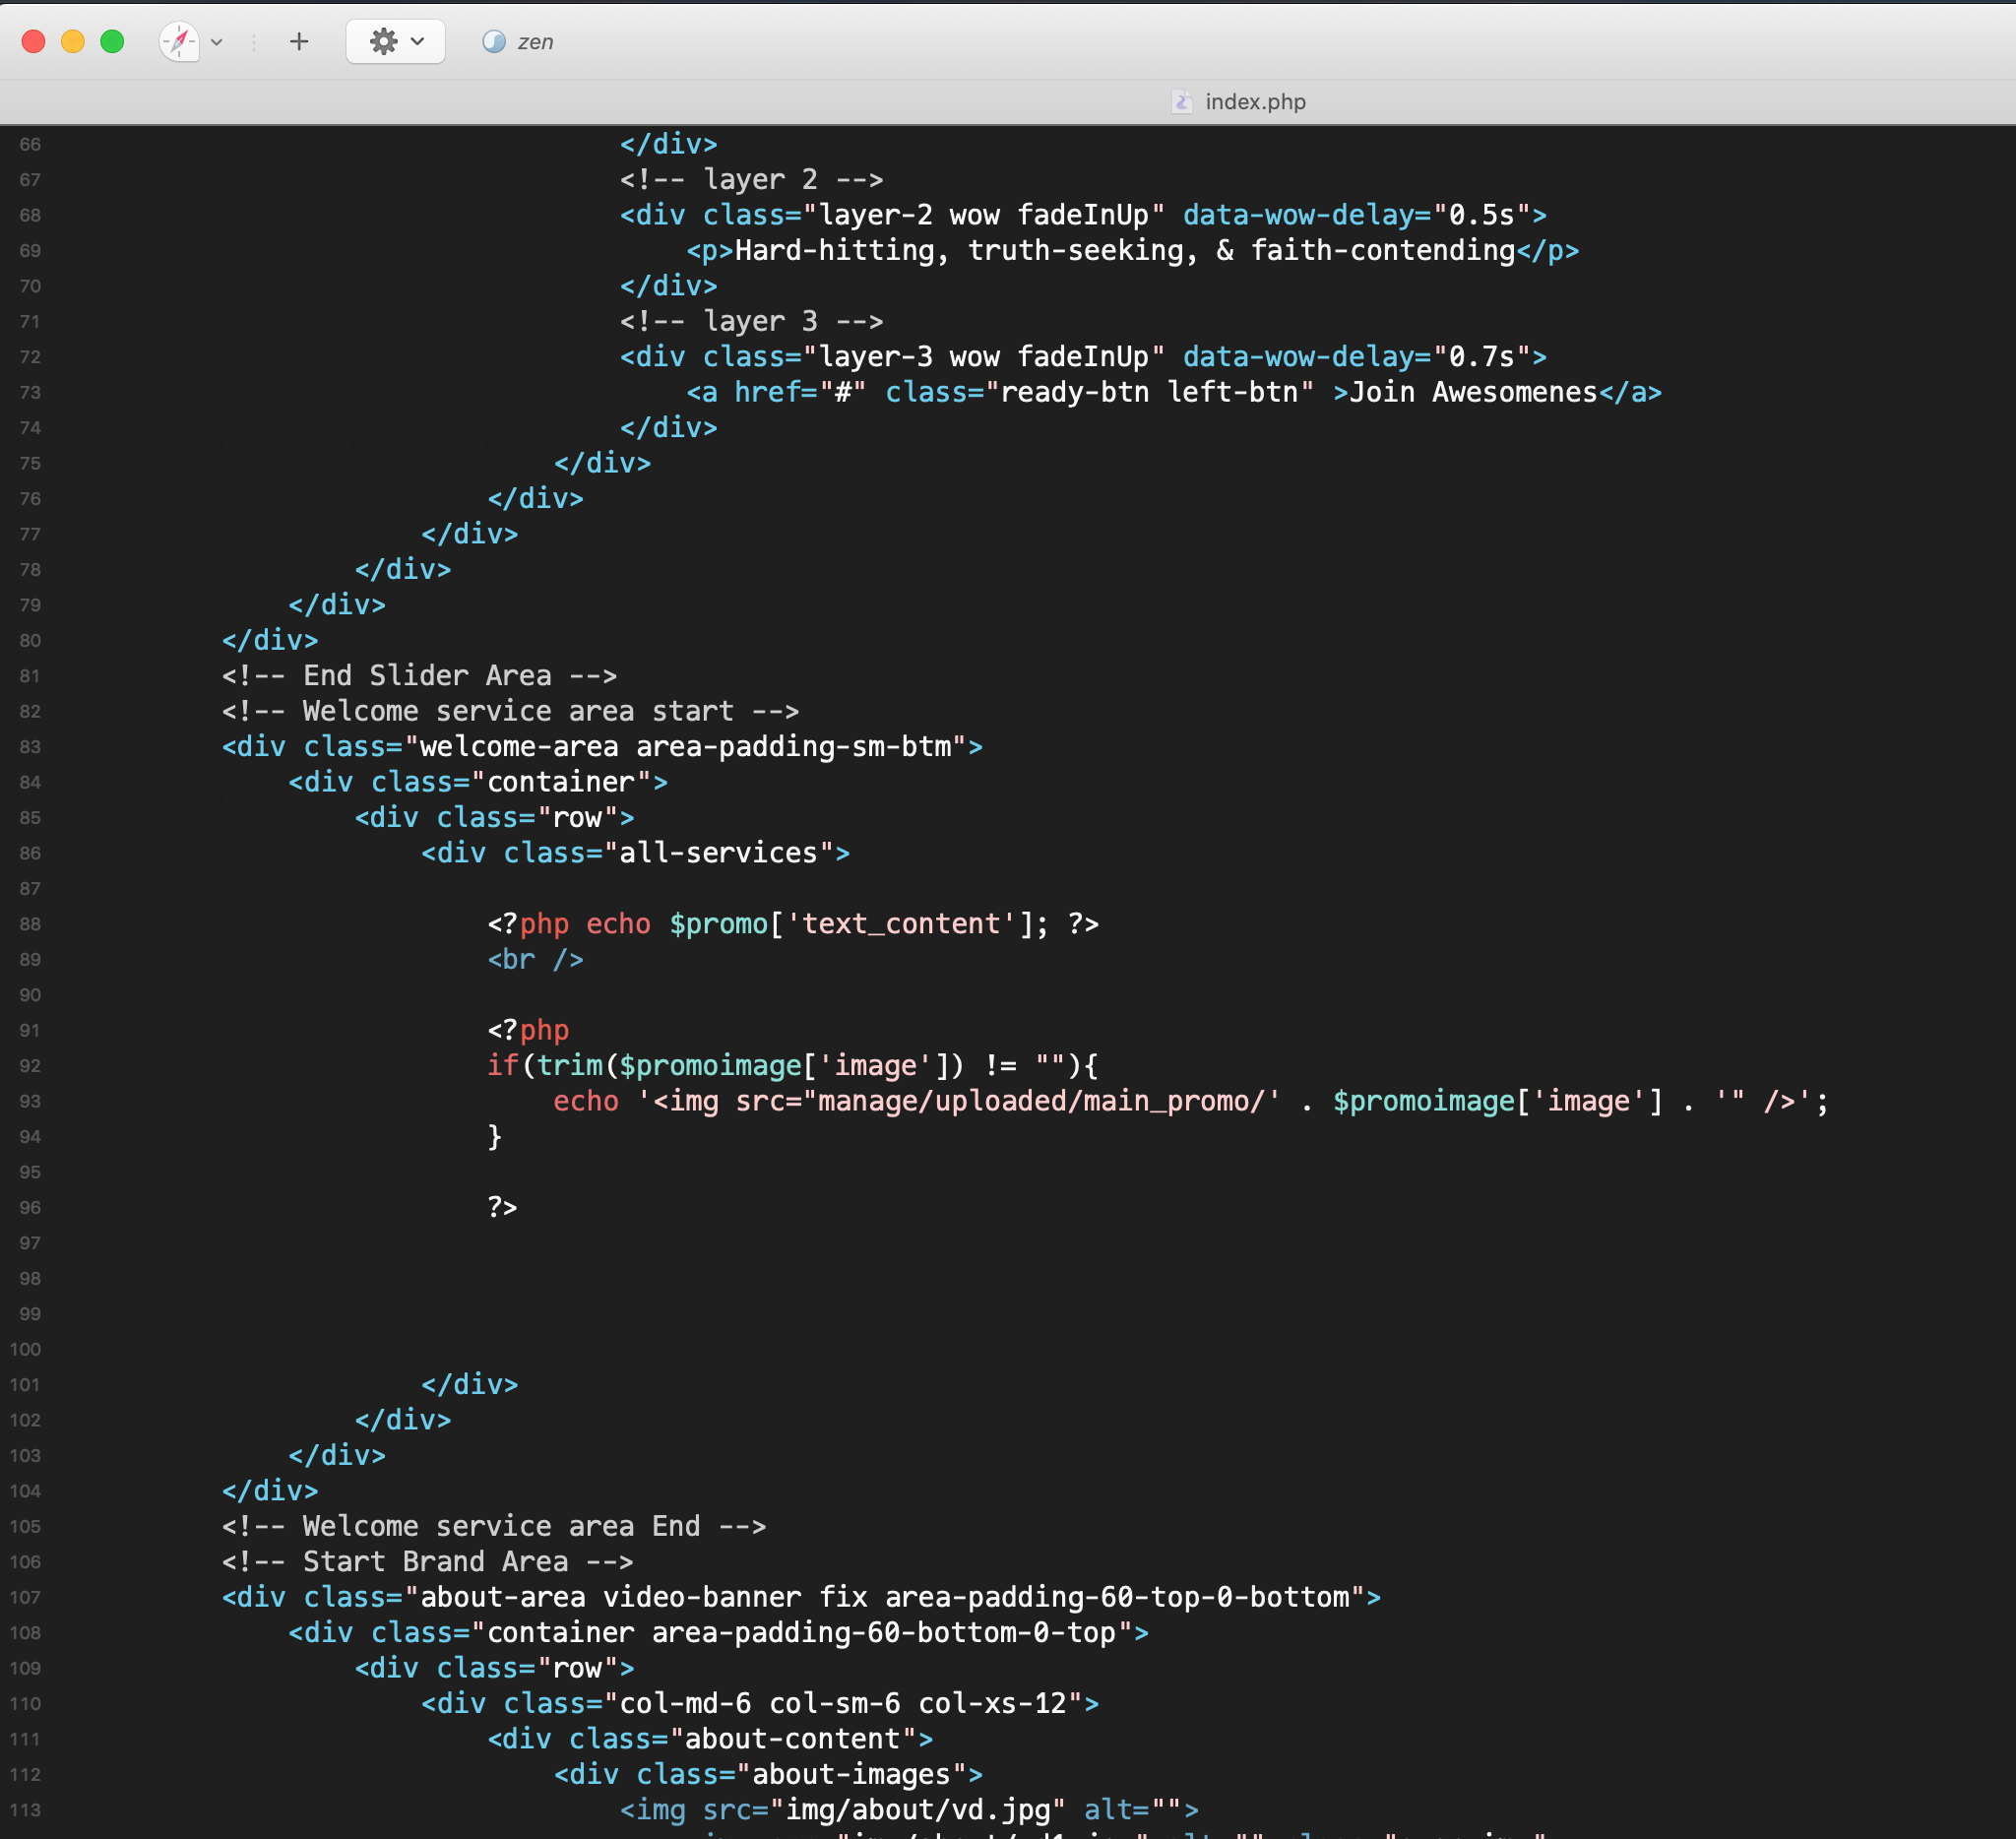 zen
index.php
66 </div>
67 <!-- layer 2 -->
68 <div class="layer-2 wow fadeInUp" data-wow-delay="0.5s">
69 <p>Hard-hitting, truth-seeking, & faith-contending</p>
70 </div>
71 <!-- layer 3 -->
72 <div class="layer-3 wow fadeInUp" data-wow-delay="0.7s">
73 <a href="#" class="ready-btn left-btn" >Join Awesomenes</a>
74 </div>
75 </div>
76 </div>
77 </div>
78 </div>
79 </div>
80 </div>
81 <!-- End Slider Area -->
82 <!-- Welcome service area start -->
83 <div class="welcome-area area-padding-sm-btm">
84 <div class="container">
85 <div class="row">
86 <div class="all-services">
87
88 <?php echo $promo['text_content']; ?>
89 <br />
90
91 <?php
92 if(trim($promoimage['image']) != ""){
93 echo '<img src="manage/uploaded/main_promo/' . $promoimage['image'] . '" />';
94 }
95
96 ?>
97
98
99
100
101 </div>
102 </div>
103 </div>
104 </div>
105 <!-- Welcome service area End -->
106 <!-- Start Brand Area -->
107 <div class="about-area video-banner fix area-padding-60-top-0-bottom">
108 <div class="container area-padding-60-bottom-0-top">
109 <div class="row">
110 <div class="col-md-6 col-sm-6 col-xs-12">
111 <div class="about-content">
112 <div class="about-images">
113 <img src="img/about/vd.jpg" alt="">